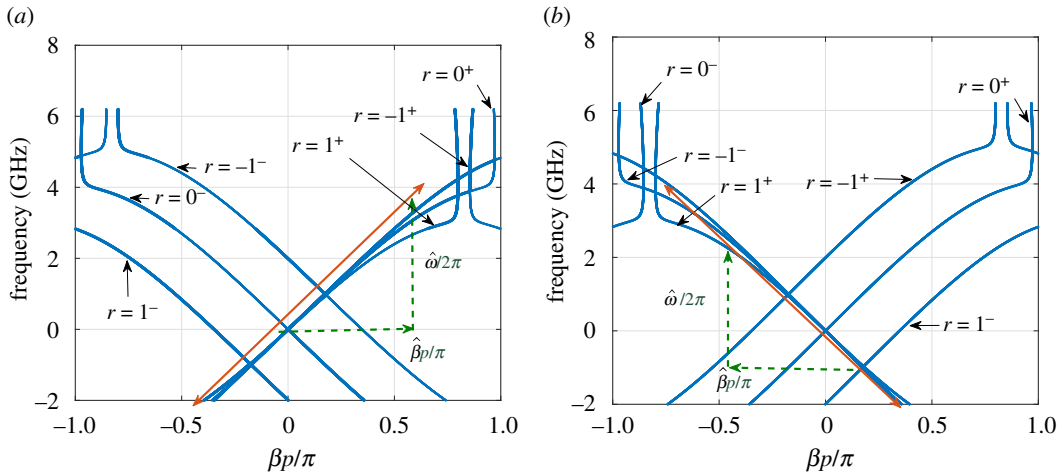 (a)
8
6
4
2
0
–2
–1.0
–0.5
0
0.5
1.0
frequency (GHz)
βp/π
r = 0⁺
r = –1⁺
r = 1⁺
r = –1⁻
r = 0⁻
r = 1⁻
ω̂/2π
β̂p/π
(b)
8
6
4
2
0
–2
–1.0
–0.5
0
0.5
1.0
frequency (GHz)
βp/π
r = 0⁻
r = 0⁺
r = –1⁻
r = –1⁺
r = 1⁺
r = 1⁻
ω̂/2π
β̂p/π